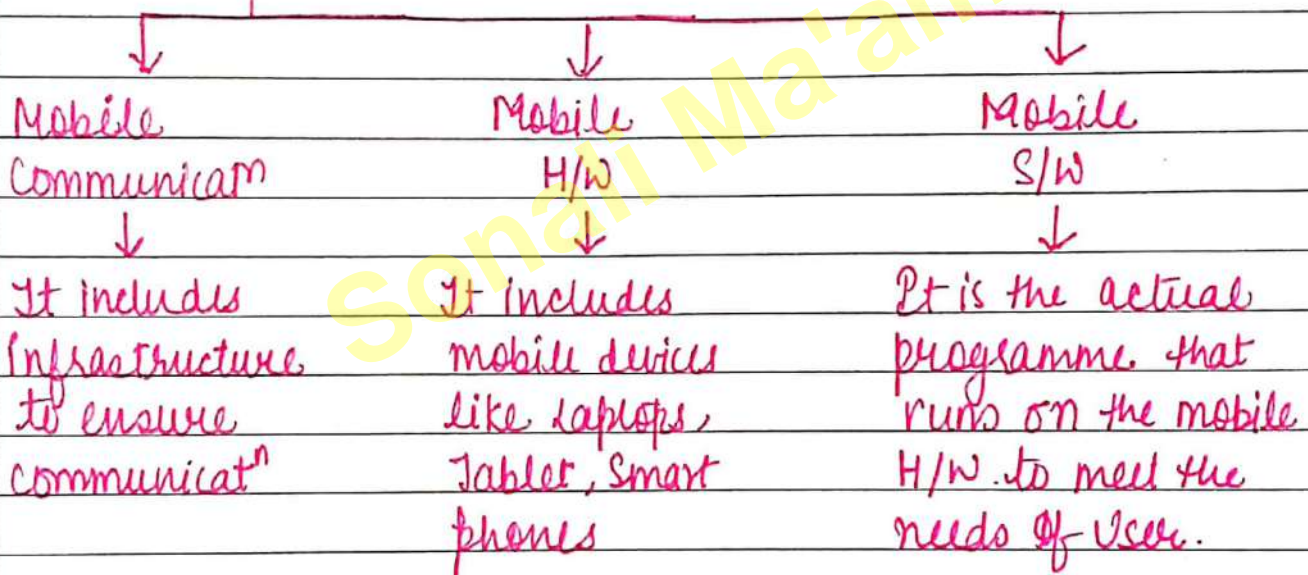 Mobile
Communicatⁿ
↓
It includes
infrastructure
to ensure
communicatⁿ
Mobile
H/W
↓
It includes
mobile devices
like Laptops,
Tablet, Smart
phones
Mobile
S/W
↓
It is the actual
programme that
runs on the mobile
H/W. to meet the
needs of User.
Sonali Ma'am